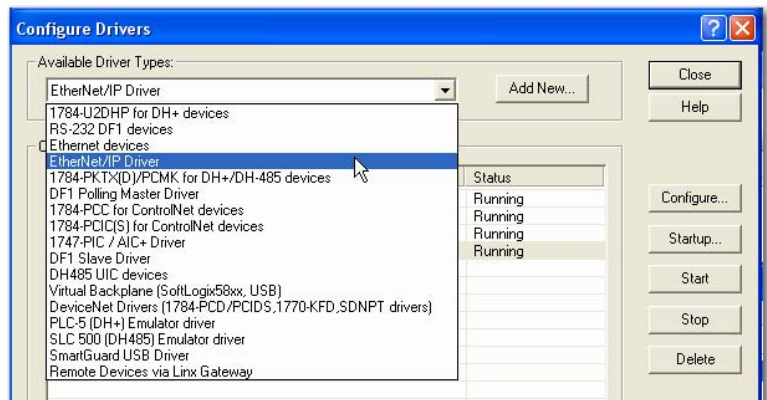 Configure Drivers
Available Driver Types:
EtherNet/IP Driver
Add New...
Close
Help
1784-U2DHP for DH+ devices
RS-232 DF1 devices
Ethernet devices
EtherNet/IP Driver
1784-PKTX(D)/PCMK for DH+/DH-485 devices
DF1 Polling Master Driver
1784-PCC for ControlNet devices
1784-PCIC(S) for ControlNet devices
1747-PIC / AIC+ Driver
DF1 Slave Driver
DH485 UIC devices
Virtual Backplane (SoftLogix58xx, USB)
DeviceNet Drivers (1784-PCD/PCIDS,1770-KFD,SDNPT drivers)
PLC-5 (DH+) Emulator driver
SLC 500 (DH485) Emulator driver
SmartGuard USB Driver
Remote Devices via Linx Gateway
Status
Running
Running
Running
Running
Configure...
Startup...
Start
Stop
Delete